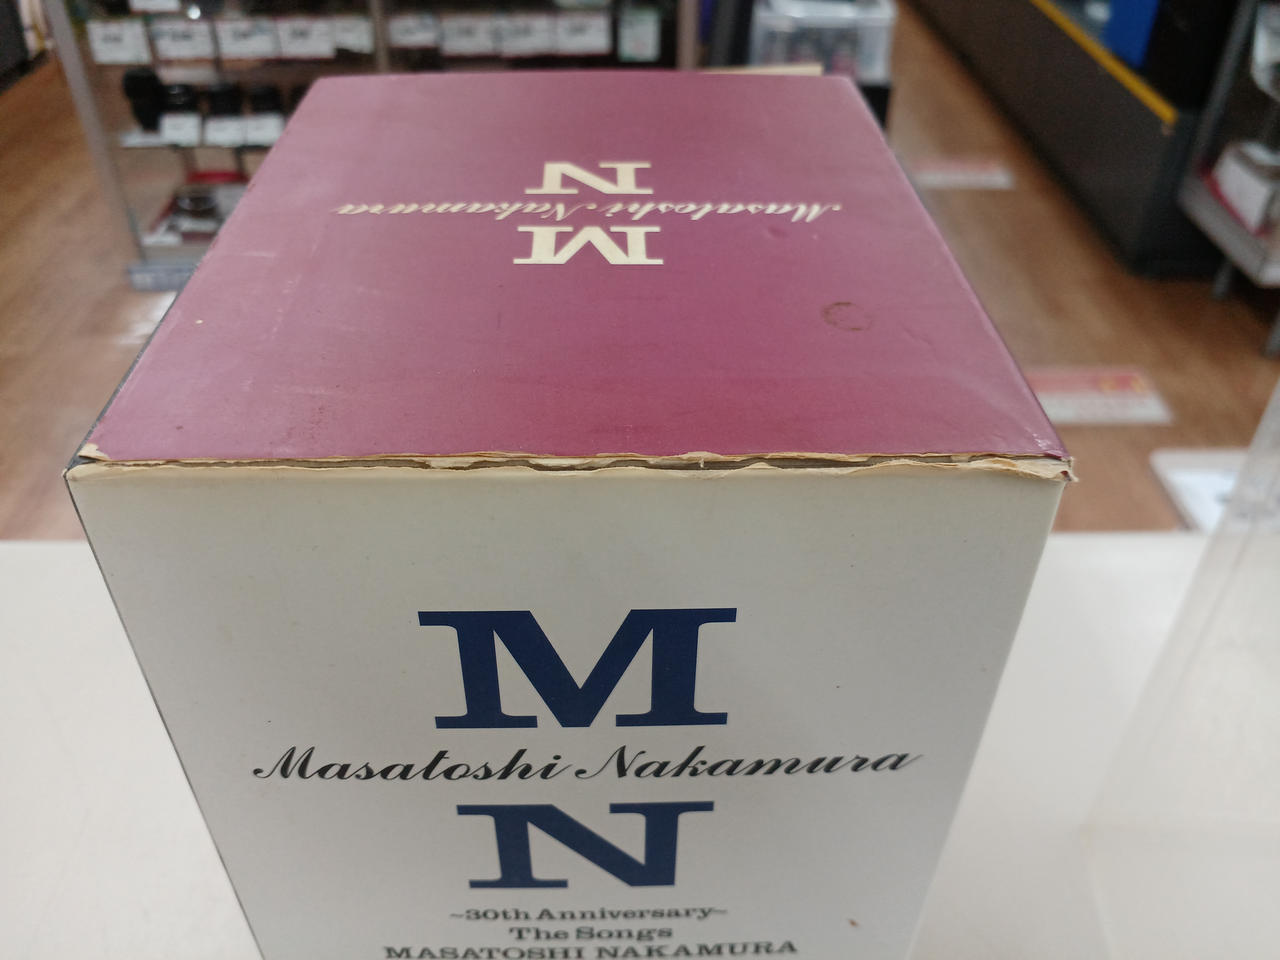 N
Masatoshi Nakamura
M
M
Masatoshi Nakamura
N
~30th Anniversary~
The Songs
MASATOSHI NAKAMURA